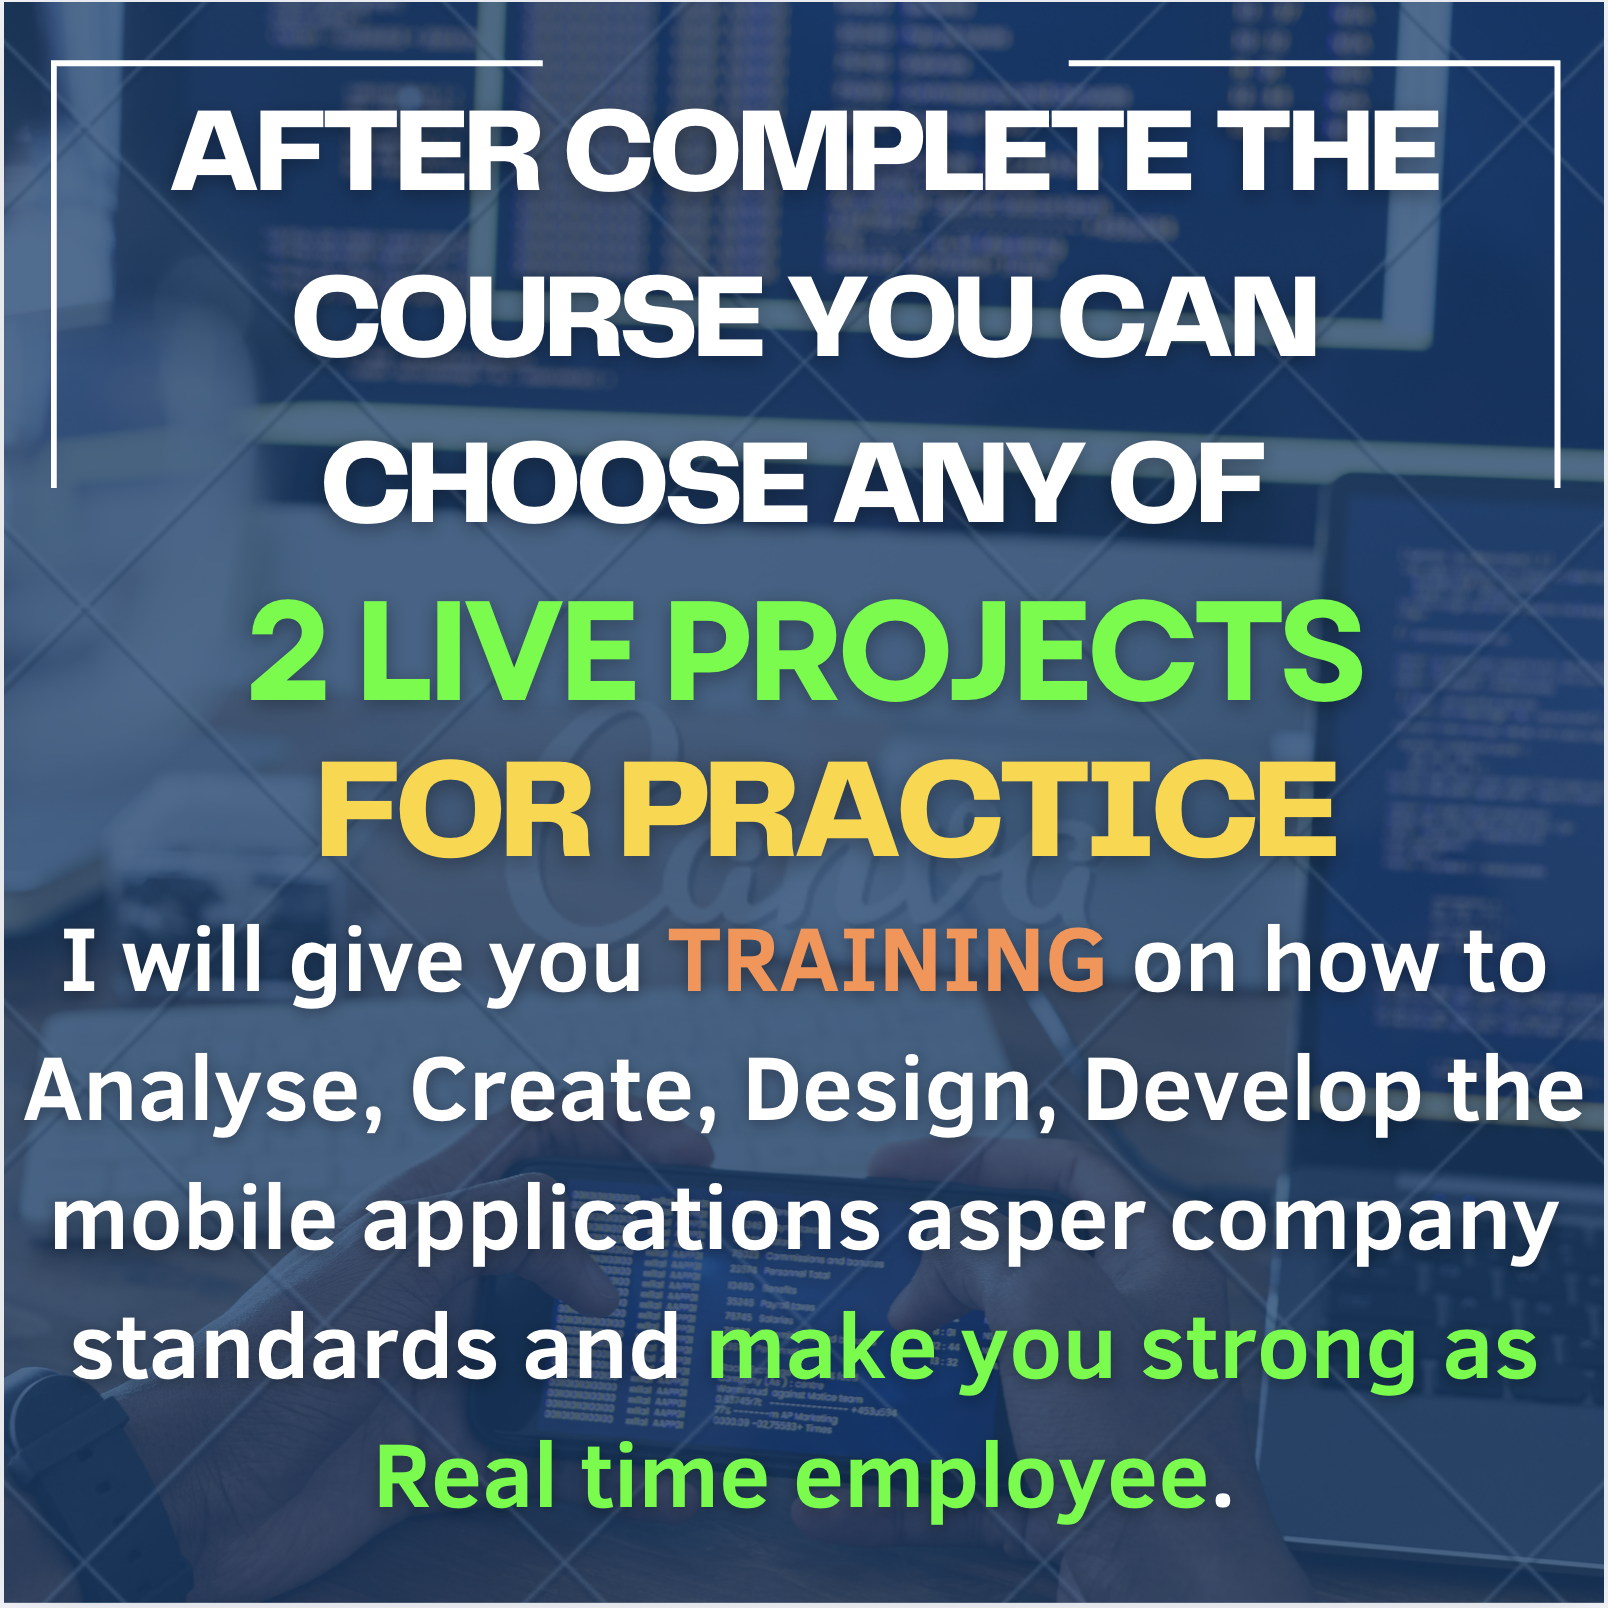 AFTER COMPLETE THE
COURSE YOU CAN
CHOOSE ANY OF
2 LIVE PROJECTS
FOR PRACTICE
Canva
I will give you TRAINING on how to
Analyse, Create, Design, Develop the
mobile applications asper company
standards and make you strong as
Real time employee.